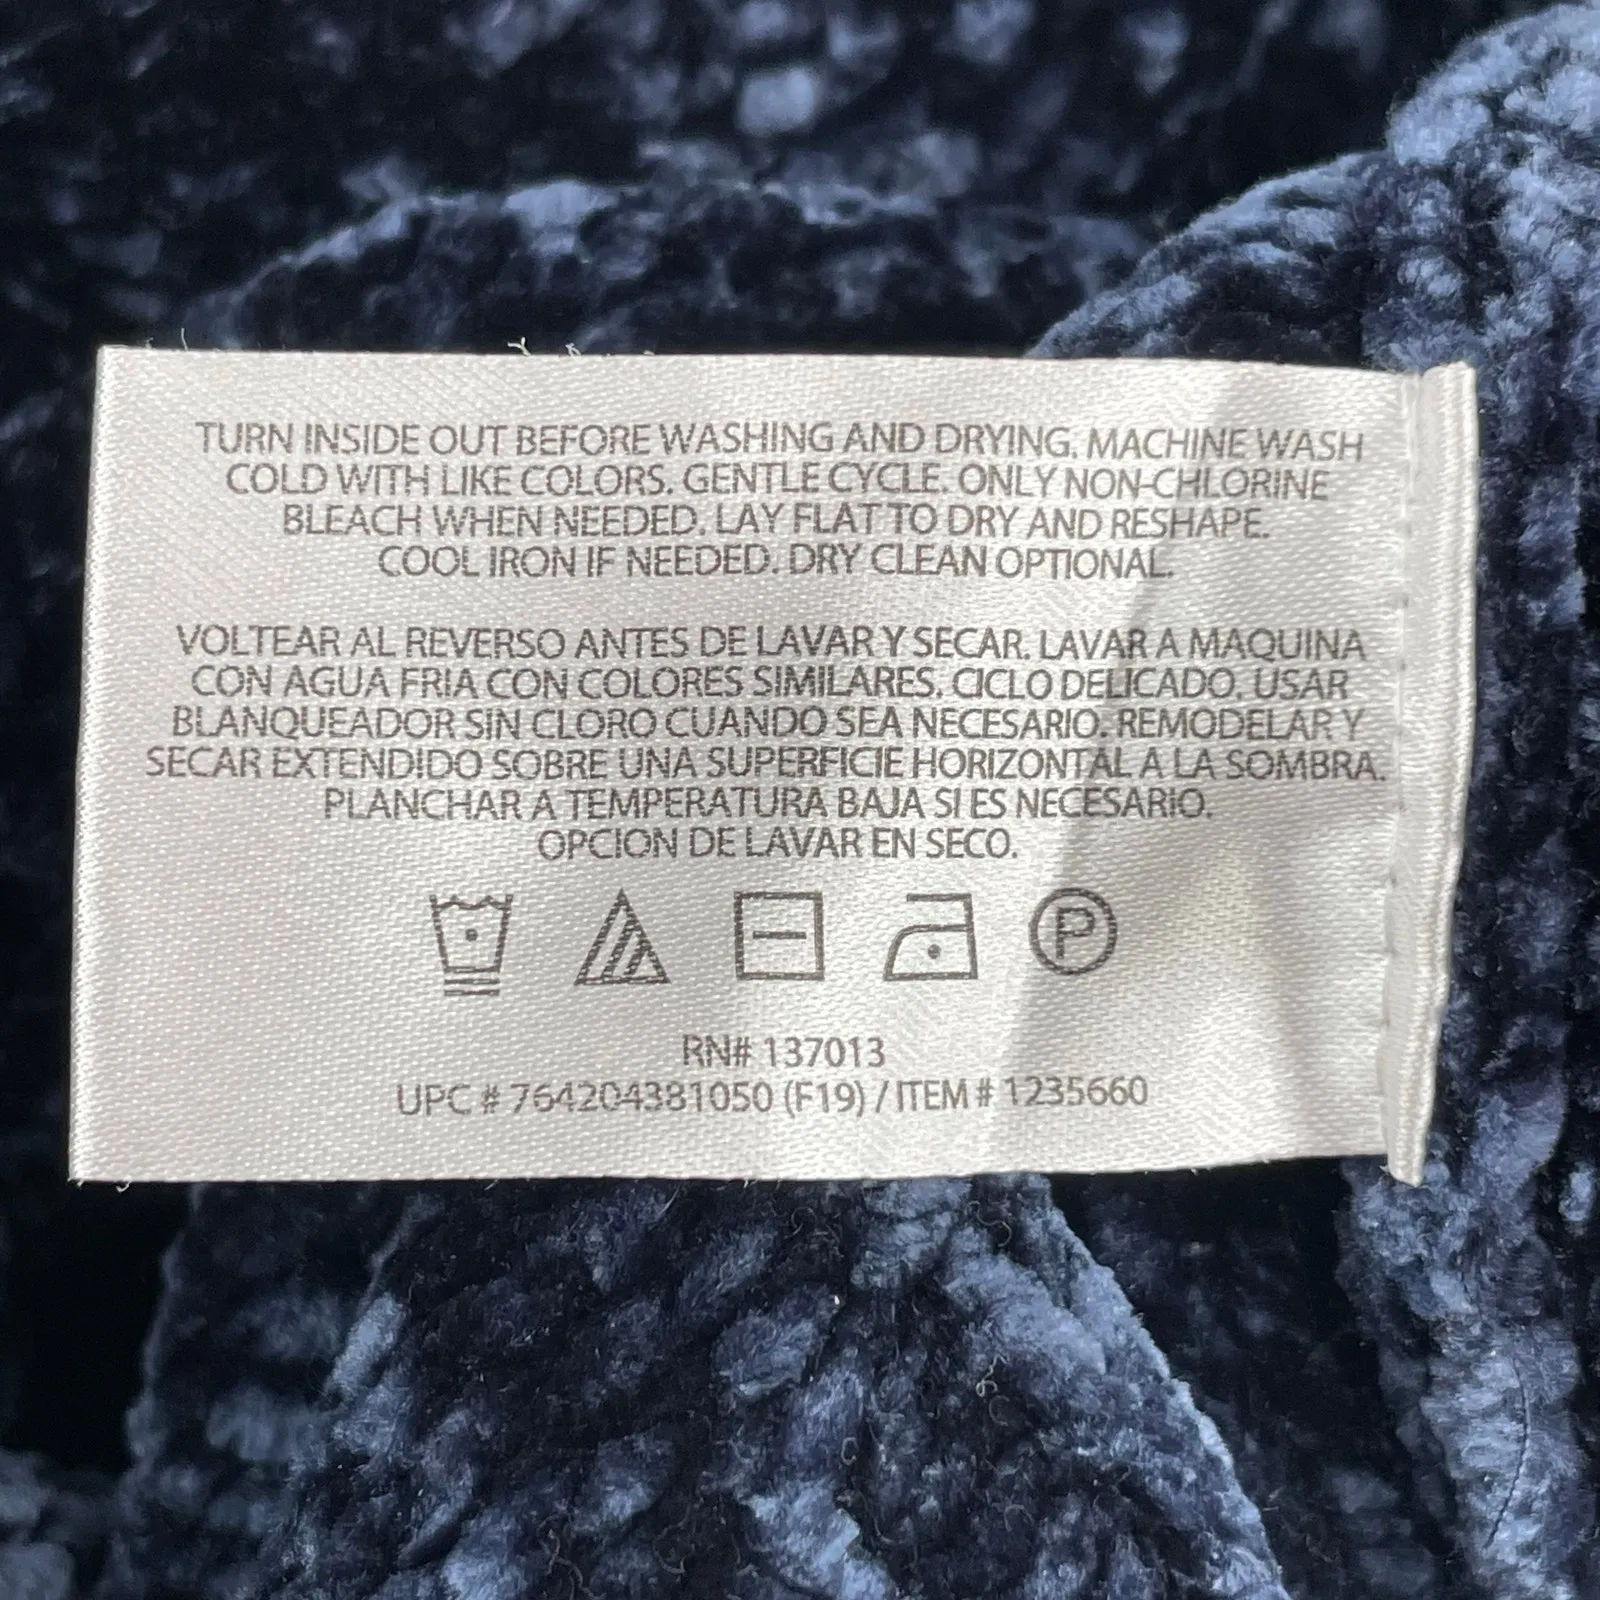 TURN INSIDE OUT BEFORE WASHING AND DRYING. MACHINE WASH
COLD WITH LIKE COLORS. GENTLE CYCLE. ONLY NON-CHLORINE
BLEACH WHEN NEEDED. LAY FLAT TO DRY AND RESHAPE.
COOL IRON IF NEEDED. DRY CLEAN OPTIONAL.
VOLTEAR AL REVERSO ANTES DE LAVAR Y SECAR. LAVAR A MAQUINA
CON AGUA FRIA CON COLORES SIMILARES. CICLO DELICADO. USAR
BLANQUEADOR SIN CLORO CUANDO SEA NECESARIO. REMODELAR Y
SECAR EXTENDIDO SOBRE UNA SUPERFICIE HORIZONTAL A LA SOMBRA.
PLANCHAR A TEMPERATURA BAJA SI ES NECESARIO.
OPCION DE LAVAR EN SECO.
P
RN# 137013
UPC # 764204381050 (F19) / ITEM # 1235660